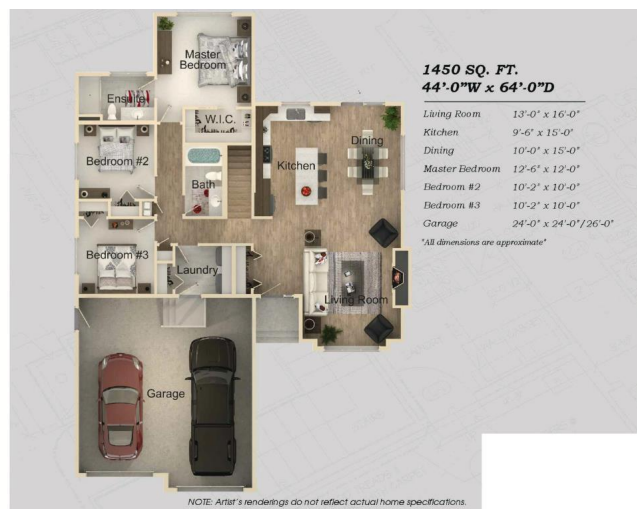 Master
Bedroom
Ensuite
W.I.C.
Bedroom #2
Bath
Kitchen
Dining
Bedroom #3
Laundry
Living Room
Garage
1450 SQ. FT.
44'-0"W x 64'-0"D
Living Room 13'-0" x 16'-0"
Kitchen 9'-6" x 15'-0"
Dining 10'-0" x 15'-0"
Master Bedroom 12'-6" x 12'-0"
Bedroom #2 10'-2" x 10'-0"
Bedroom #3 10'-2" x 10'-0"
Garage 24'-0" x 24'-0"/26'-0"
"All dimensions are approximate"
NOTE: Artist's renderings do not reflect actual home specifications.